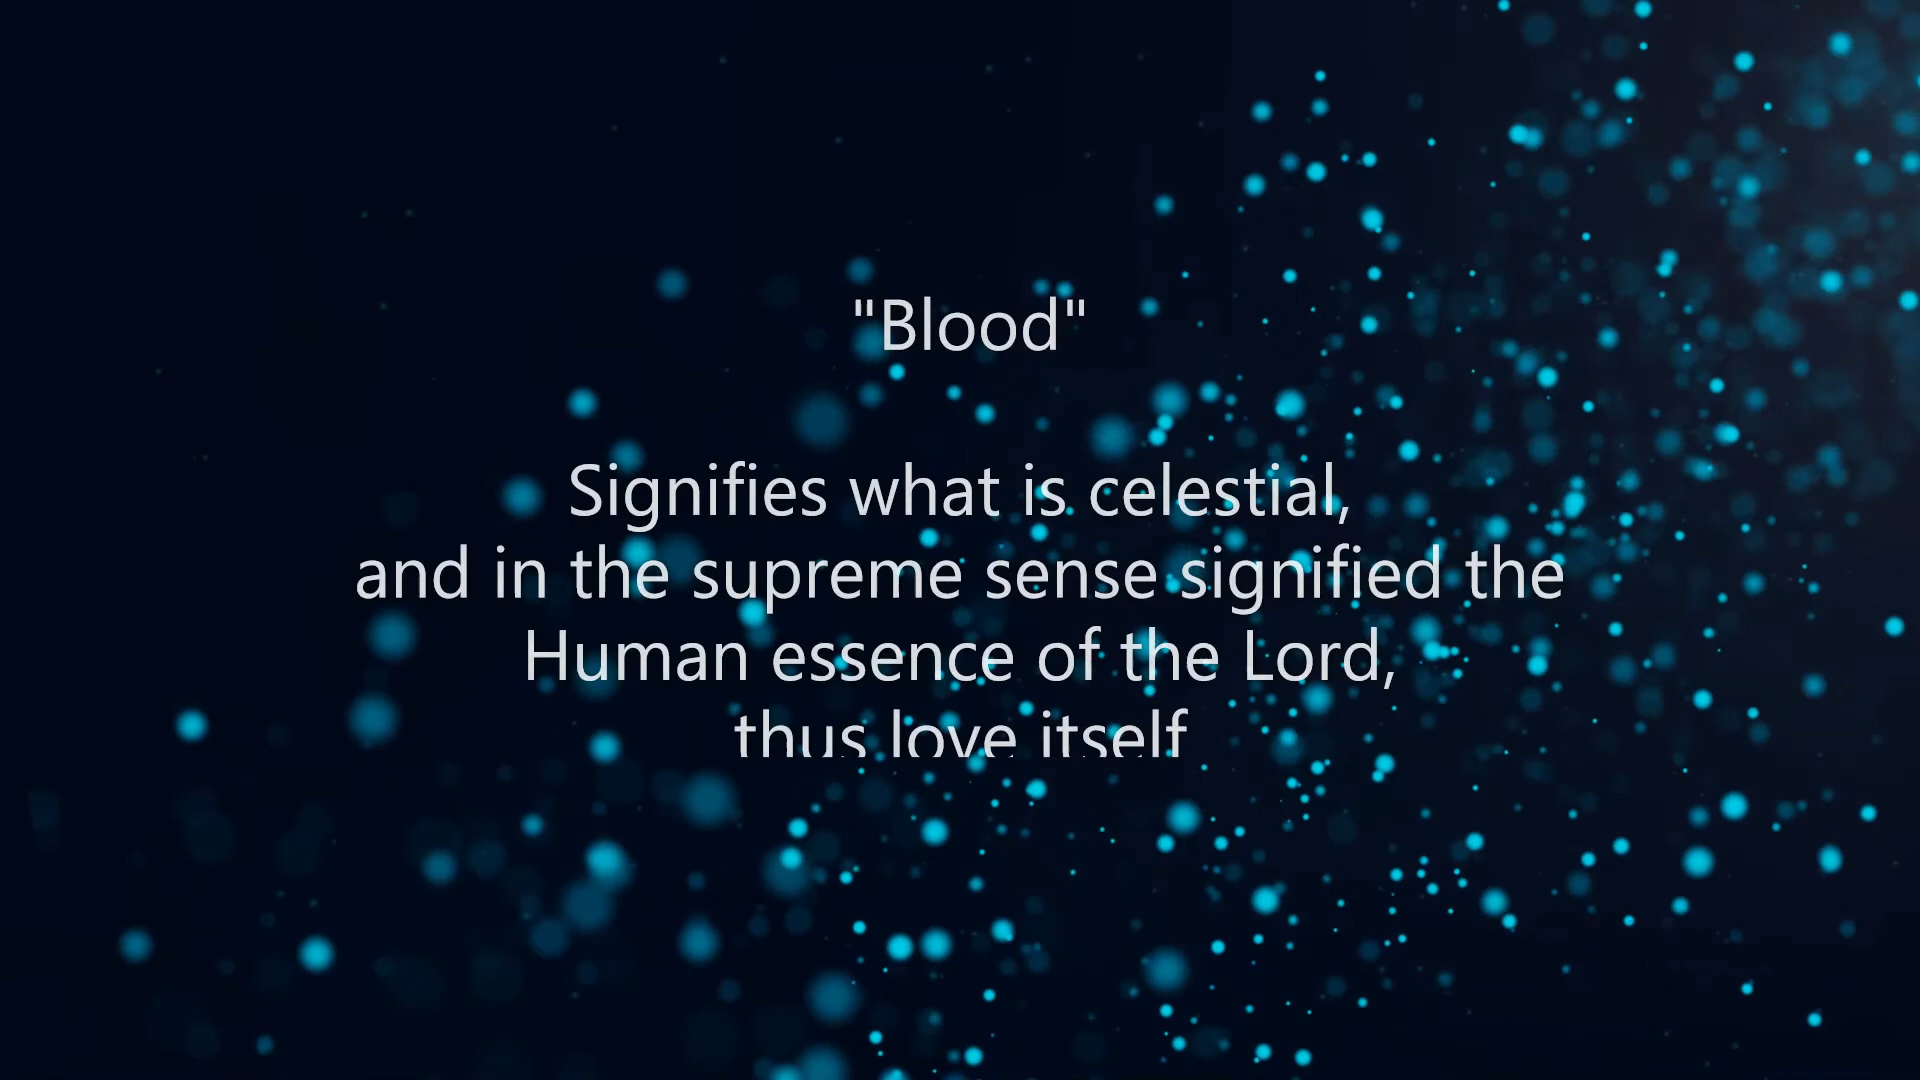 "Blood"
Signifies what is celestial,
and in the supreme sense signified the
Human essence of the Lord,
thus love itself